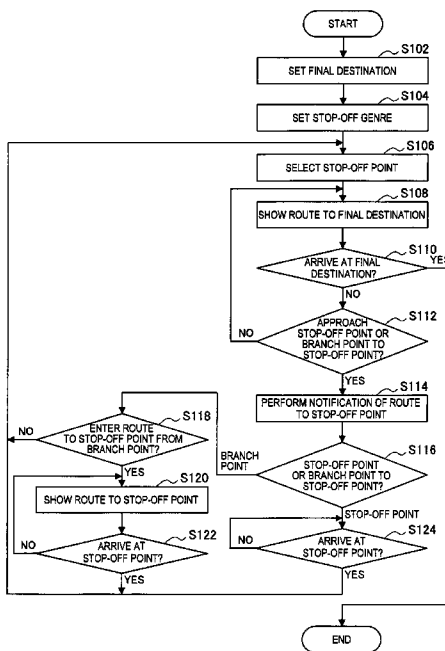 START
S102
SET FINAL DESTINATION
S104
SET STOP-OFF GENRE
S106
SELECT STOP-OFF POINT
S108
SHOW ROUTE TO FINAL DESTINATION
S110
ARRIVE AT FINAL
DESTINATION?
YES
NO
S112
APPROACH
STOP-OFF POINT OR
BRANCH POINT TO
STOP-OFF POINT?
NO
YES
S114
PERFORM NOTIFICATION OF ROUTE
TO STOP-OFF POINT
S116
STOP-OFF POINT
OR BRANCH POINT TO
STOP-OFF POINT?
BRANCH
POINT
STOP-OFF POINT
S118
ENTER ROUTE
TO STOP-OFF POINT FROM
BRANCH POINT?
NO
YES
S120
SHOW ROUTE TO STOP-OFF POINT
S122
ARRIVE AT
STOP-OFF POINT?
NO
YES
S124
ARRIVE AT
STOP-OFF POINT?
NO
YES
END